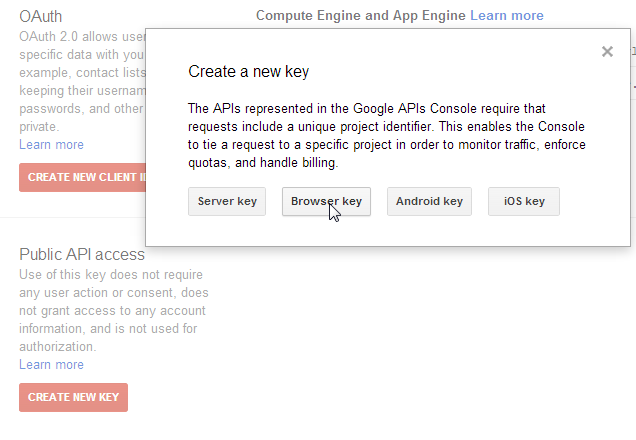 OAuth
OAuth 2.0 allows
specific data with you
example, contact lists
keeping their
passwords, and other
private.
Learn more
CREATE NEW CLIENT
Compute Engine and App Engine Learn more
Create a new key
The APIs represented in the Google APIs Console require that
requests include a unique project identifier. This enables the Console
to tie a request to a specific project in order to monitor traffic, enforce
quotas, and handle billing.
Server key
Browser key
Android key
iOS key
Public API access
Use of this key does not require
any user action or consent, does
not grant access to any account
information, and is not used for
authorization.
Learn more
CREATE NEW KEY